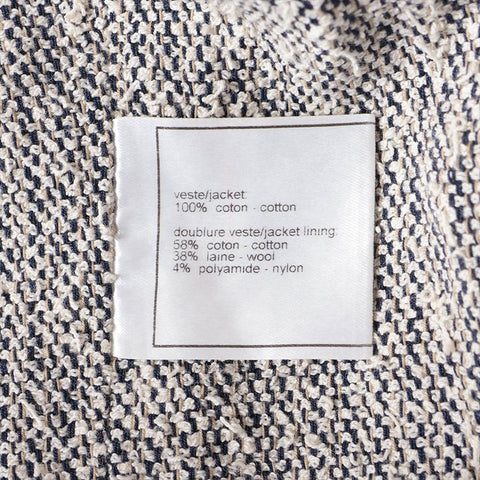 veste/jacket:
100% coton - cotton
doublure veste/jacket lining:
58% coton - cotton
38% laine - wool
4% polyamide - nylon